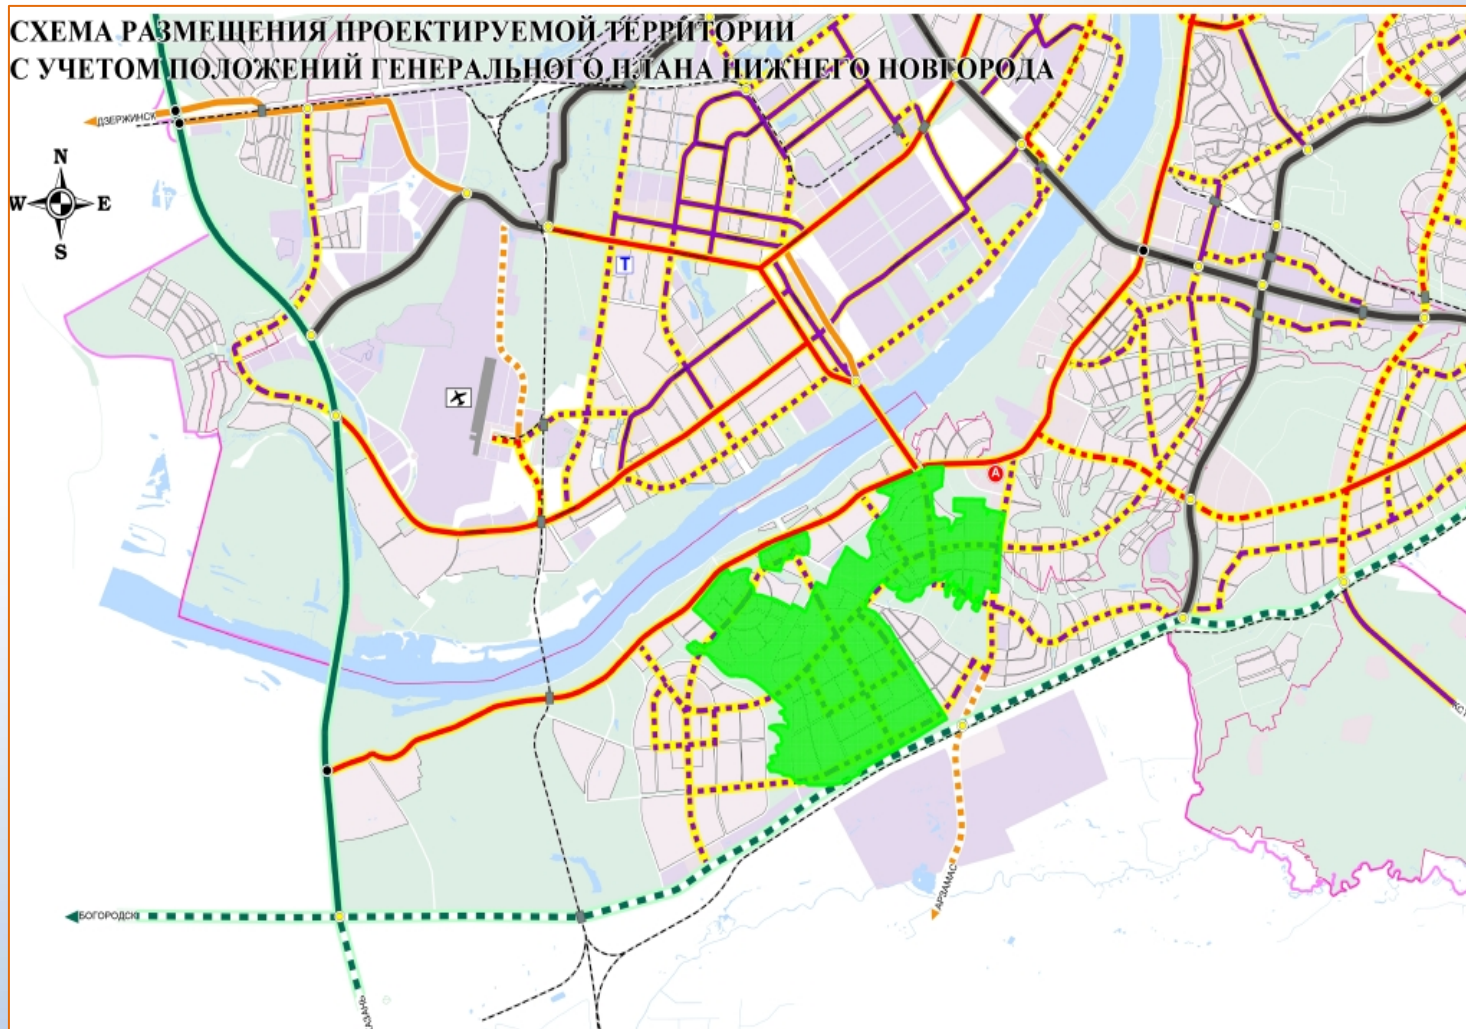 СХЕМА РАЗМЕЩЕНИЯ ПРОЕКТИРУЕМОЙ ТЕРРИТОРИИ
С УЧЕТОМ ПОЛОЖЕНИЙ ГЕНЕРАЛЬНОГО ПЛАНА НИЖНЕГО НОВГОРОДА
ДЗЕРЖИНСК
N
W E
S
Т
А
БОГОРОДСК
АРЗАМАС